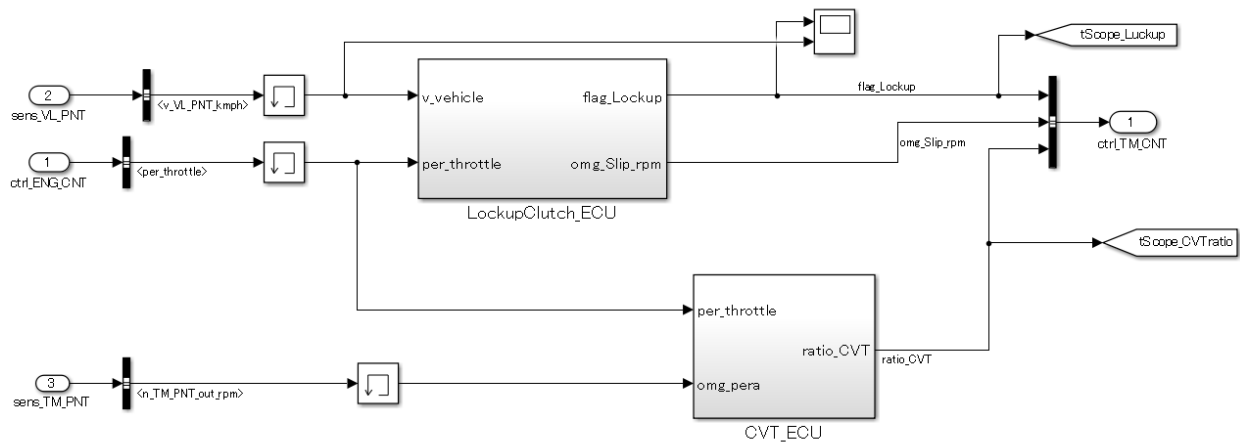 tScope_Luckup
2
sens_VL_PNT
<v_VL_PNT_kmph>
v_vehicle
flag_Lockup
flag_Lockup
1
ctrl_ENG_CNT
<per_throttle>
per_throttle
omg_Slip_rpm
omg_Slip_rpm
1
ctrl_TM_CNT
LockupClutch_ECU
tScope_CVTratio
per_throttle
ratio_CVT
ratio_CVT
3
sens_TM_PNT
<n_TM_PNT_out_rpm>
omg_pera
CVT_ECU